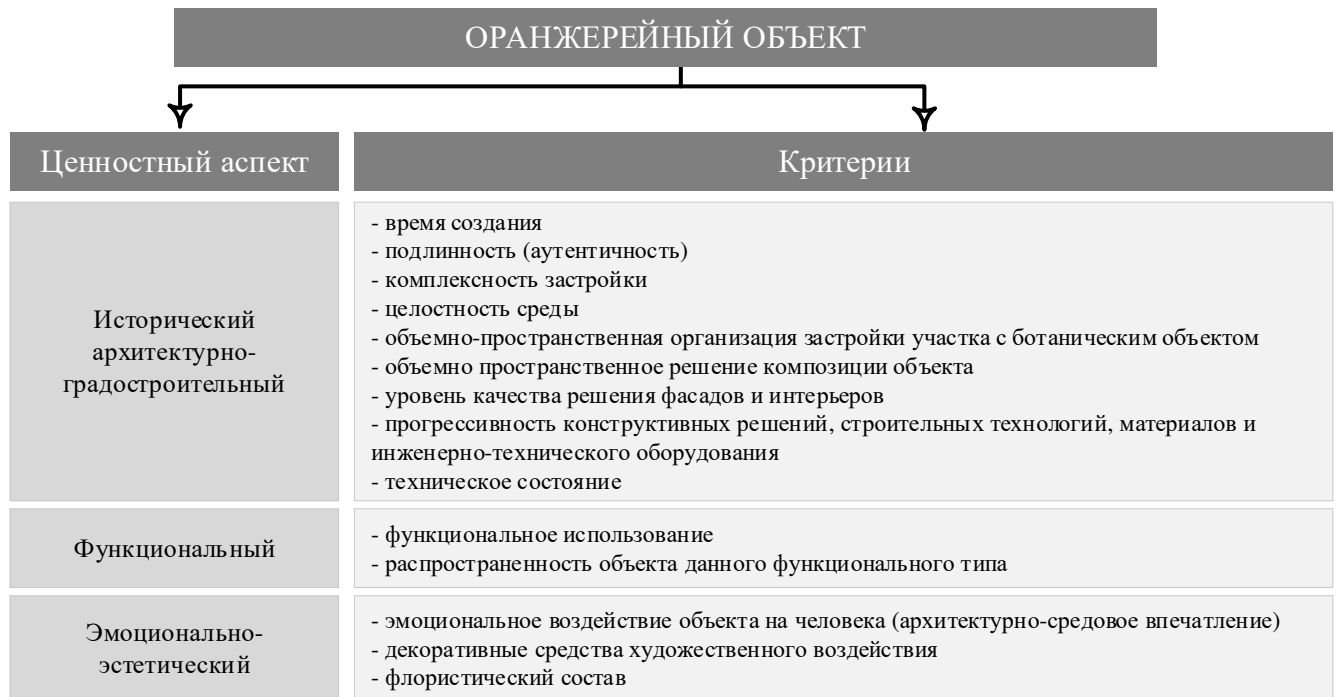 ОРАНЖЕРЕЙНЫЙ ОБЪЕКТ
Ценностный аспект
Критерии
Исторический
архитектурно-
градостроительный
- время создания
- подлинность (аутентичность)
- комплексность застройки
- целостность среды
- объемно-пространственная организация застройки участка с ботаническим объектом
- объемно пространственное решение композиции объекта
- уровень качества решения фасадов и интерьеров
- прогрессивность конструктивных решений, строительных технологий, материалов и
инженерно-технического оборудования
- техническое состояние
Функциональный
- функциональное использование
- распространенность объекта данного функционального типа
Эмоционально-
эстетический
- эмоциональное воздействие объекта на человека (архитектурно-средовое впечатление)
- декоративные средства художественного воздействия
- флористический состав